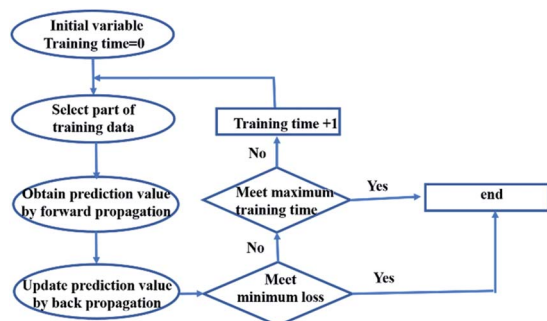 Initial variable
Training time=0
Select part of
training data
Obtain prediction value
by forward propagation
Update prediction value
by back propagation
Meet
minimum loss
No
Yes
Meet maximum
training time
No
Yes
Training time +1
end